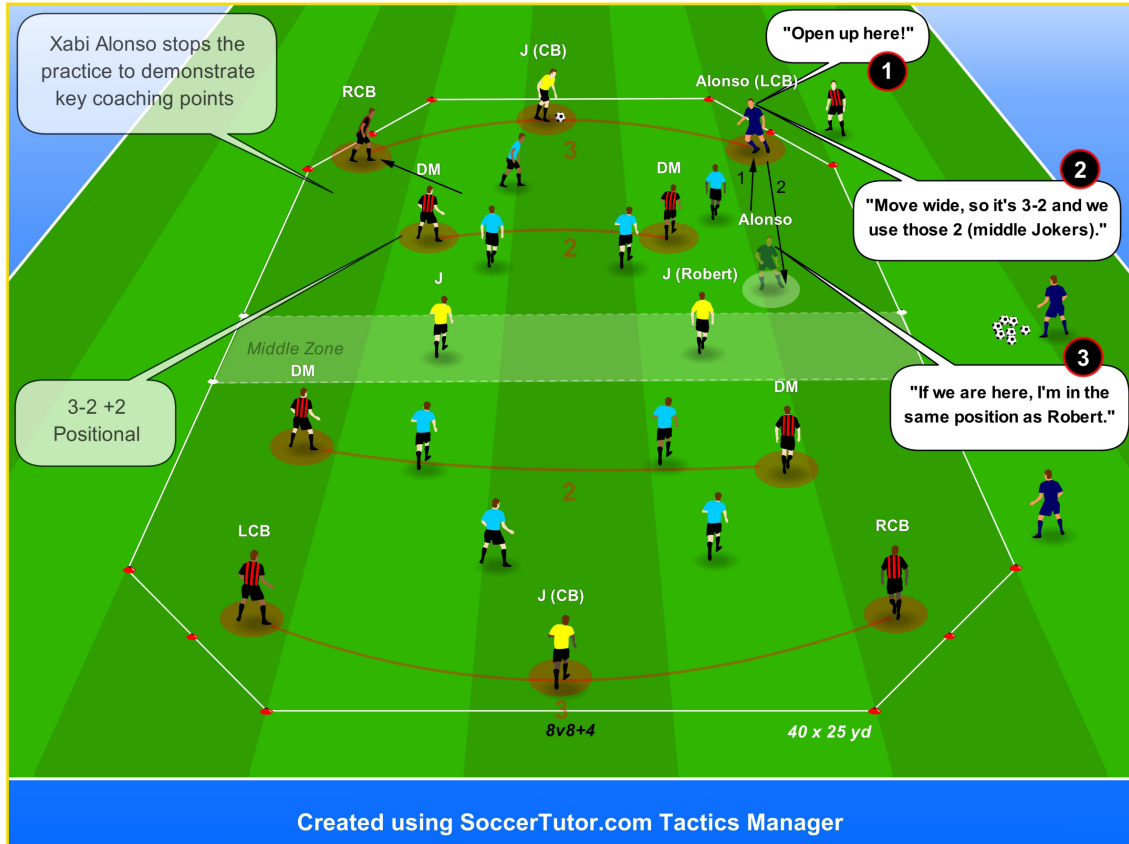 Xabi Alonso stops the
practice to demonstrate
key coaching points
"Open up here!"
1
J (CB)
Alonso (LCB)
RCB
3
DM
DM
1
2
2
"Move wide, so it's 3-2 and we
use those 2 (middle Jokers)."
Alonso
2
J
J (Robert)
Middle Zone
3
"If we are here, I'm in the
same position as Robert."
3-2 +2
Positional
DM
DM
2
LCB
RCB
J (CB)
3
8v8+4
40 x 25 yd
Created using SoccerTutor.com Tactics Manager